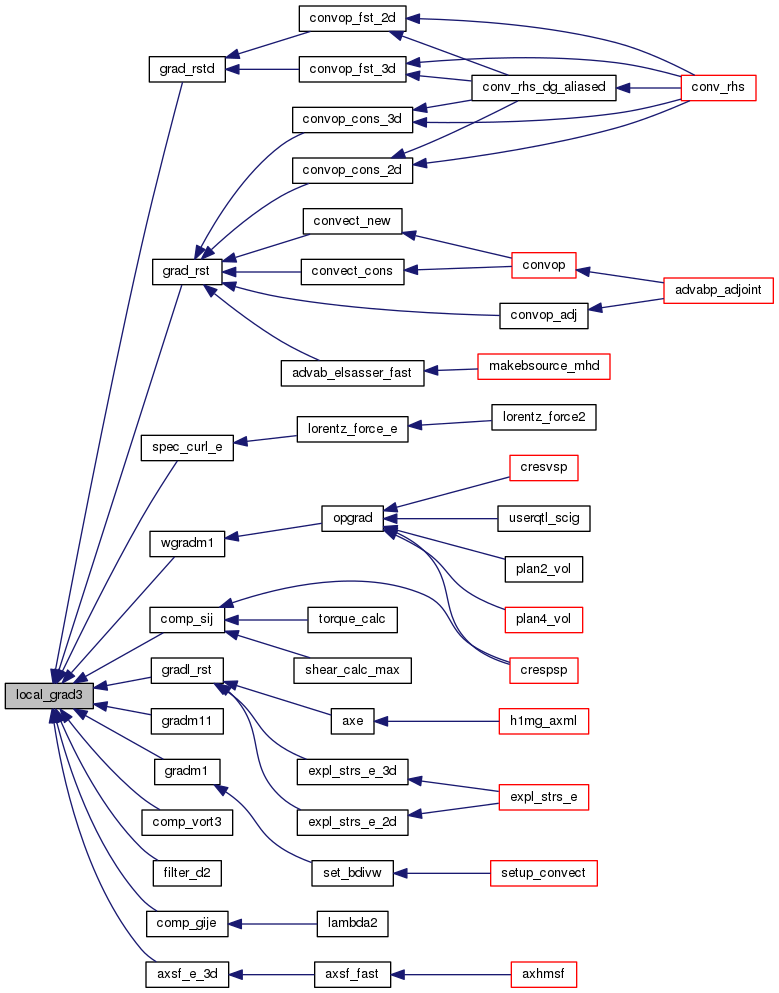 convop_fst_2d
grad_rstd
convop_fst_3d
conv_rhs_dg_aliased
conv_rhs
convop_cons_3d
convop_cons_2d
convect_new
grad_rst
convect_cons
convop
advabp_adjoint
convop_adj
advab_elsasser_fast
makebsource_mhd
spec_curl_e
lorentz_force_e
lorentz_force2
cresvsp
wgradm1
opgrad
userqtl_scig
plan2_vol
comp_sij
torque_calc
plan4_vol
gradl_rst
shear_calc_max
crespsp
local_grad3
gradm11
axe
h1mg_axml
gradm1
expl_strs_e_3d
expl_strs_e
comp_vort3
expl_strs_e_2d
filter_d2
set_bdivw
setup_convect
comp_gije
lambda2
axsf_e_3d
axsf_fast
axhmsf